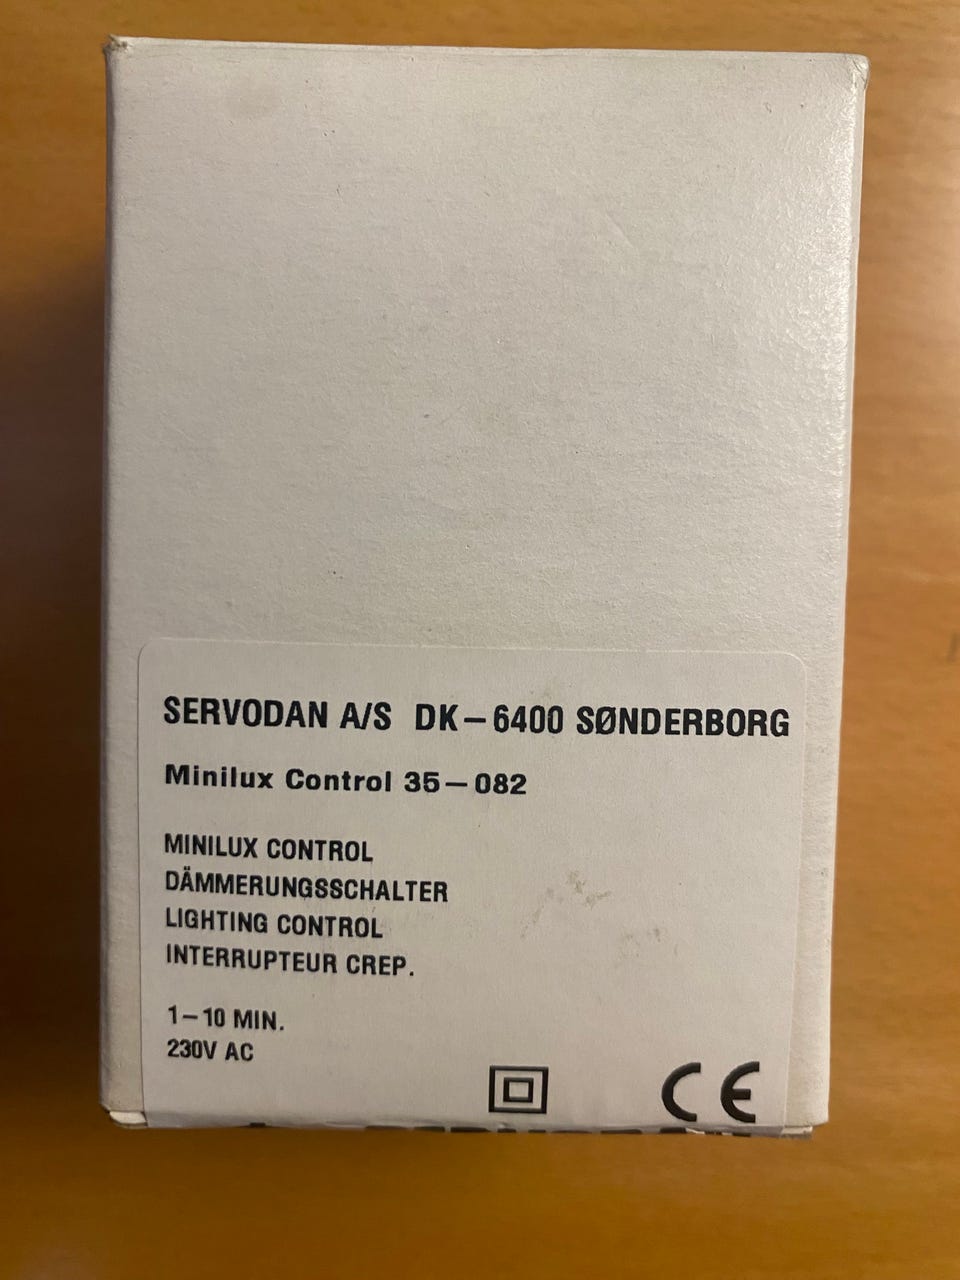 SERVODAN A/S DK-6400 SØNDERBORG
Minilux Control 35-082
MINILUX CONTROL
DÄMMERUNGSSCHALTER
LIGHTING CONTROL
INTERRUPTEUR CREP.
1-10 MIN.
230V AC
CE